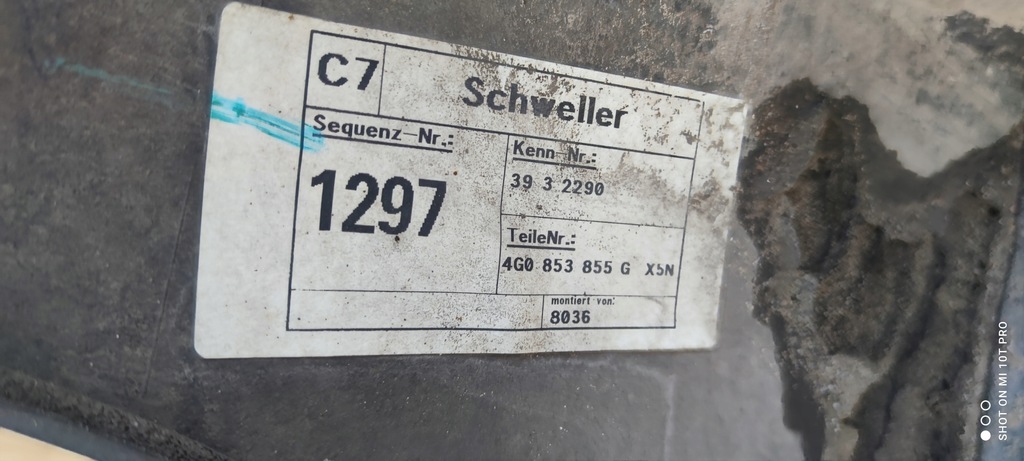 C7
Schweller
Sequenz-Nr.:
1297
Kenn-Nr.:
39 3 2290
TeileNr.:
4G0 853 855 G X5N
montiert von:
8036
SHOT ON MI 10T PRO